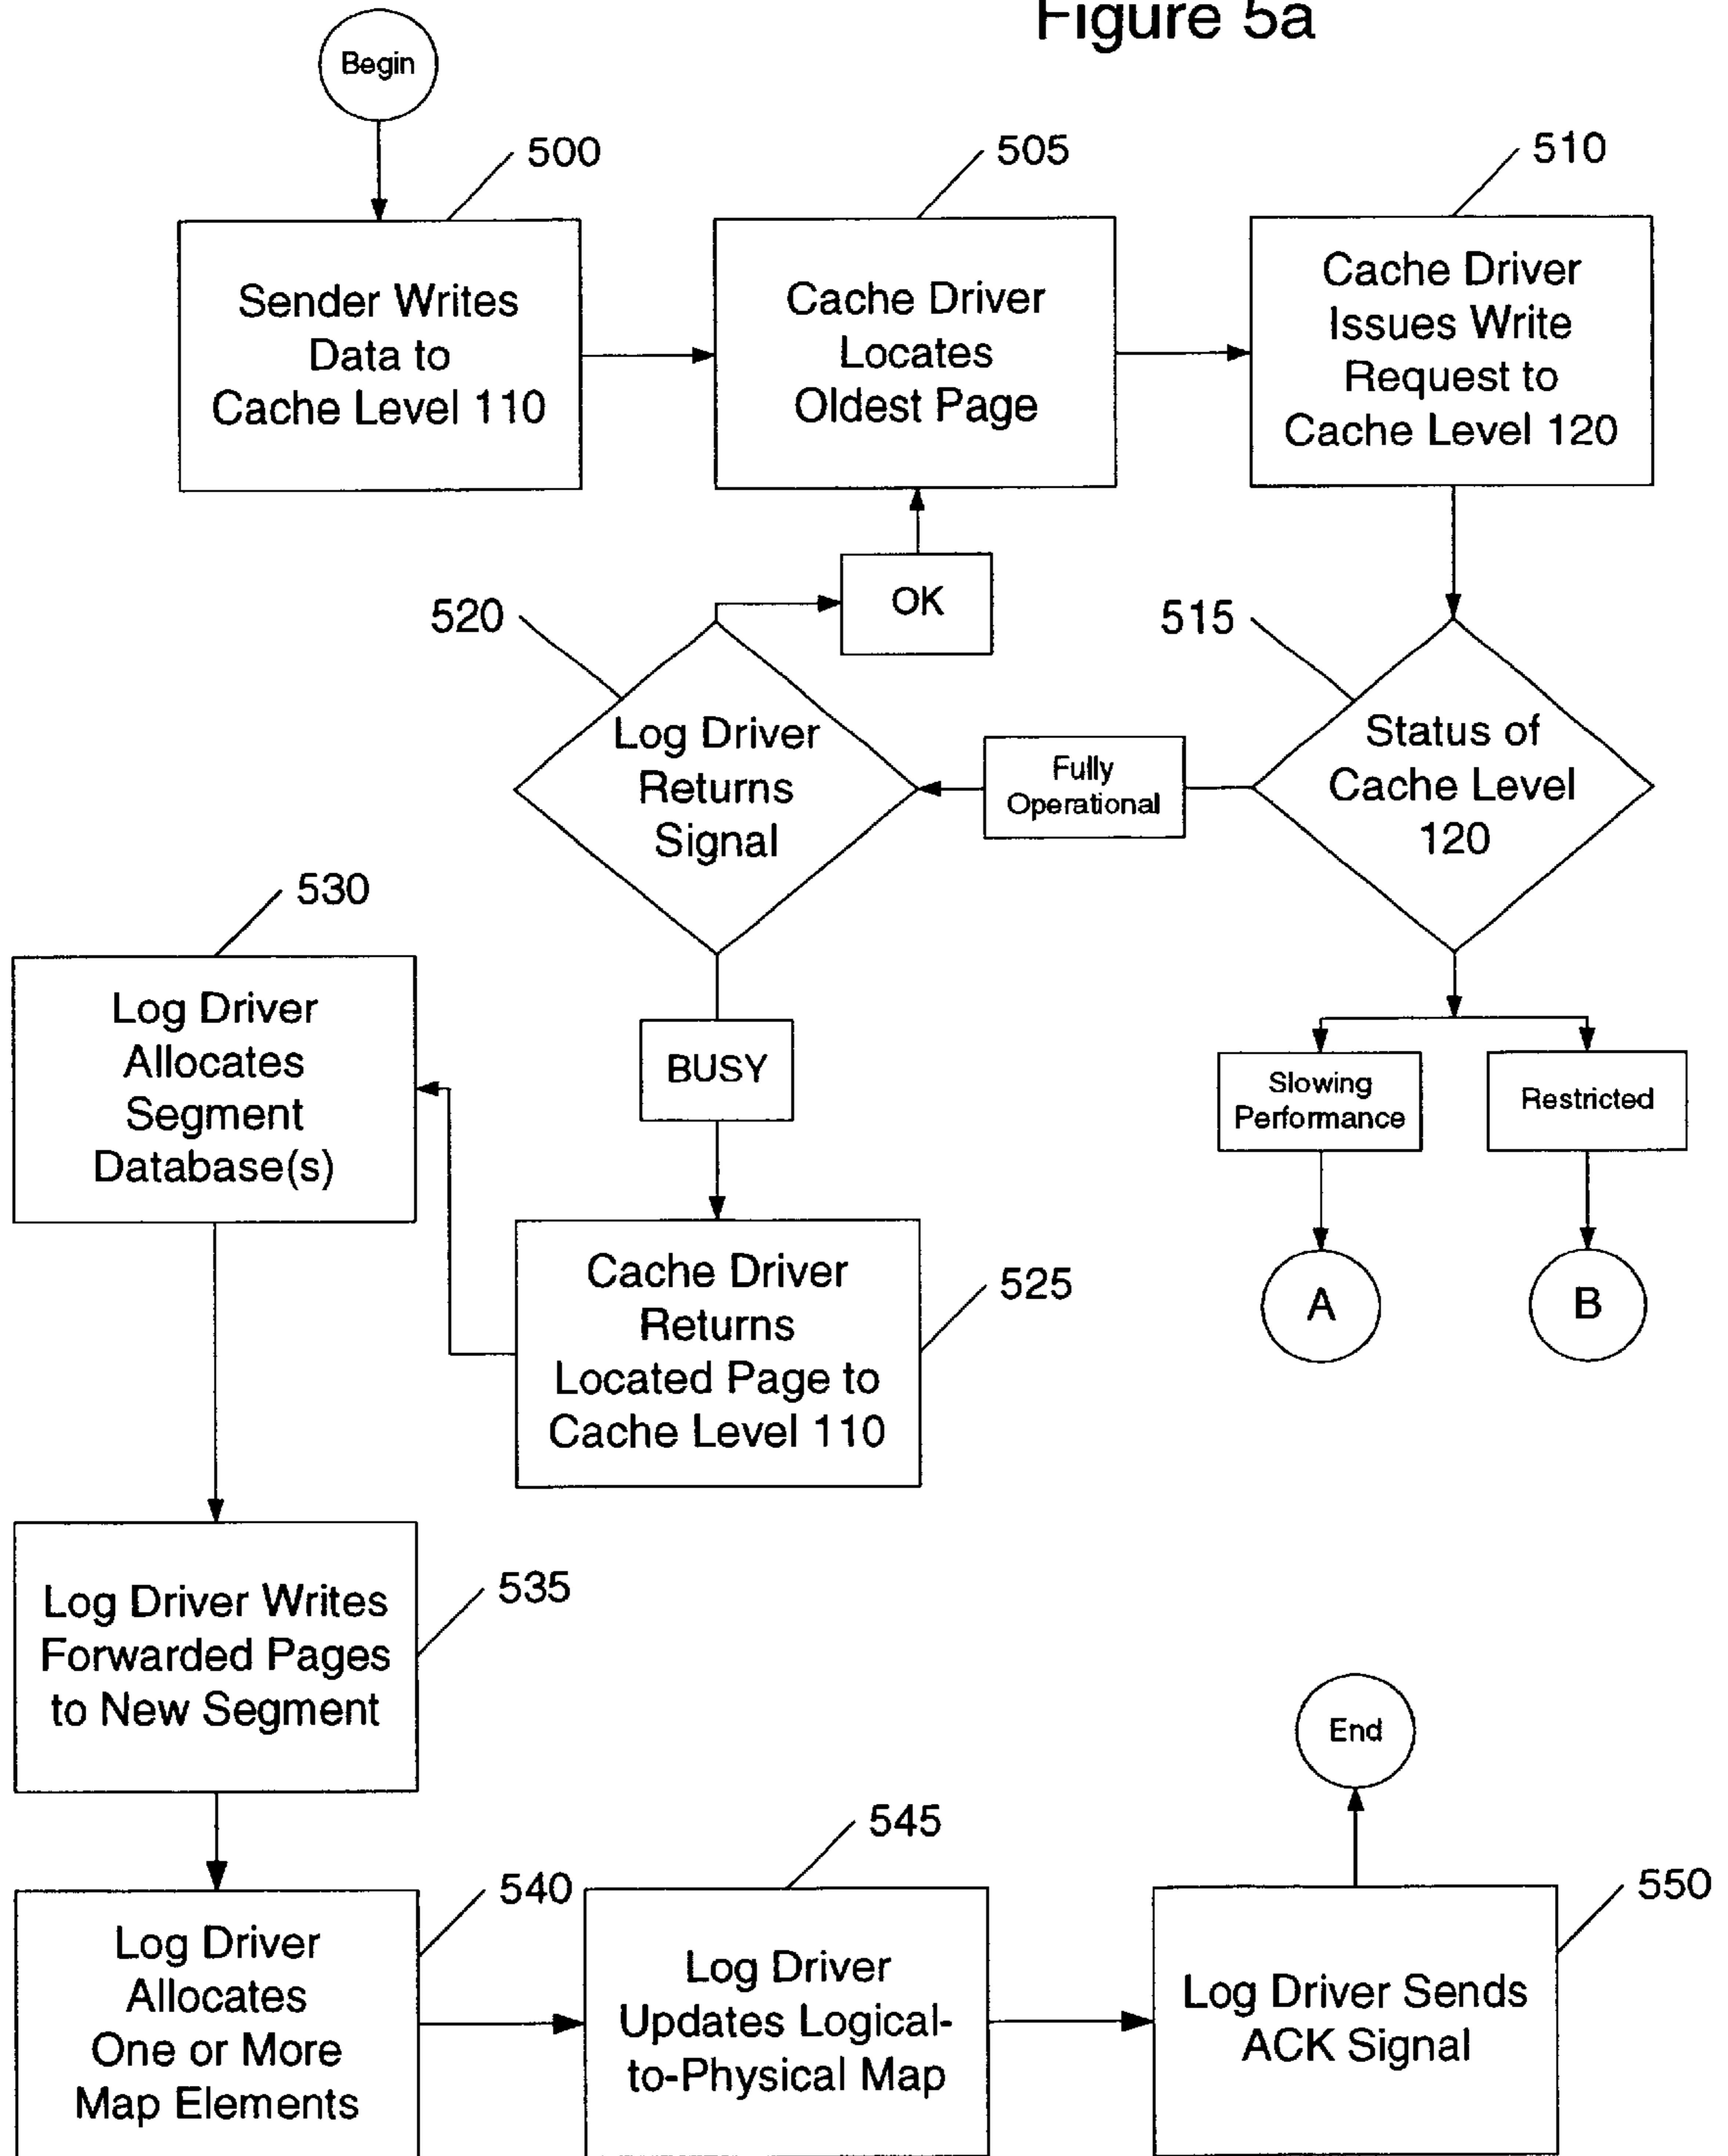 Figure 5a
Begin
500
505
510
Sender Writes
Data to
Cache Level 110
Cache Driver
Locates
Oldest Page
Cache Driver
Issues Write
Request to
Cache Level 120
OK
520
515
Log Driver
Returns
Signal
Fully
Operational
Status of
Cache Level
120
530
Log Driver
Allocates
Segment
Database(s)
BUSY
Slowing
Performance
Restricted
Cache Driver
Returns
Located Page to
Cache Level 110
525
A
B
Log Driver Writes
Forwarded Pages
to New Segment
535
End
545
540
550
Log Driver
Allocates
One or More
Map Elements
Log Driver
Updates Logical-
to-Physical Map
Log Driver Sends
ACK Signal